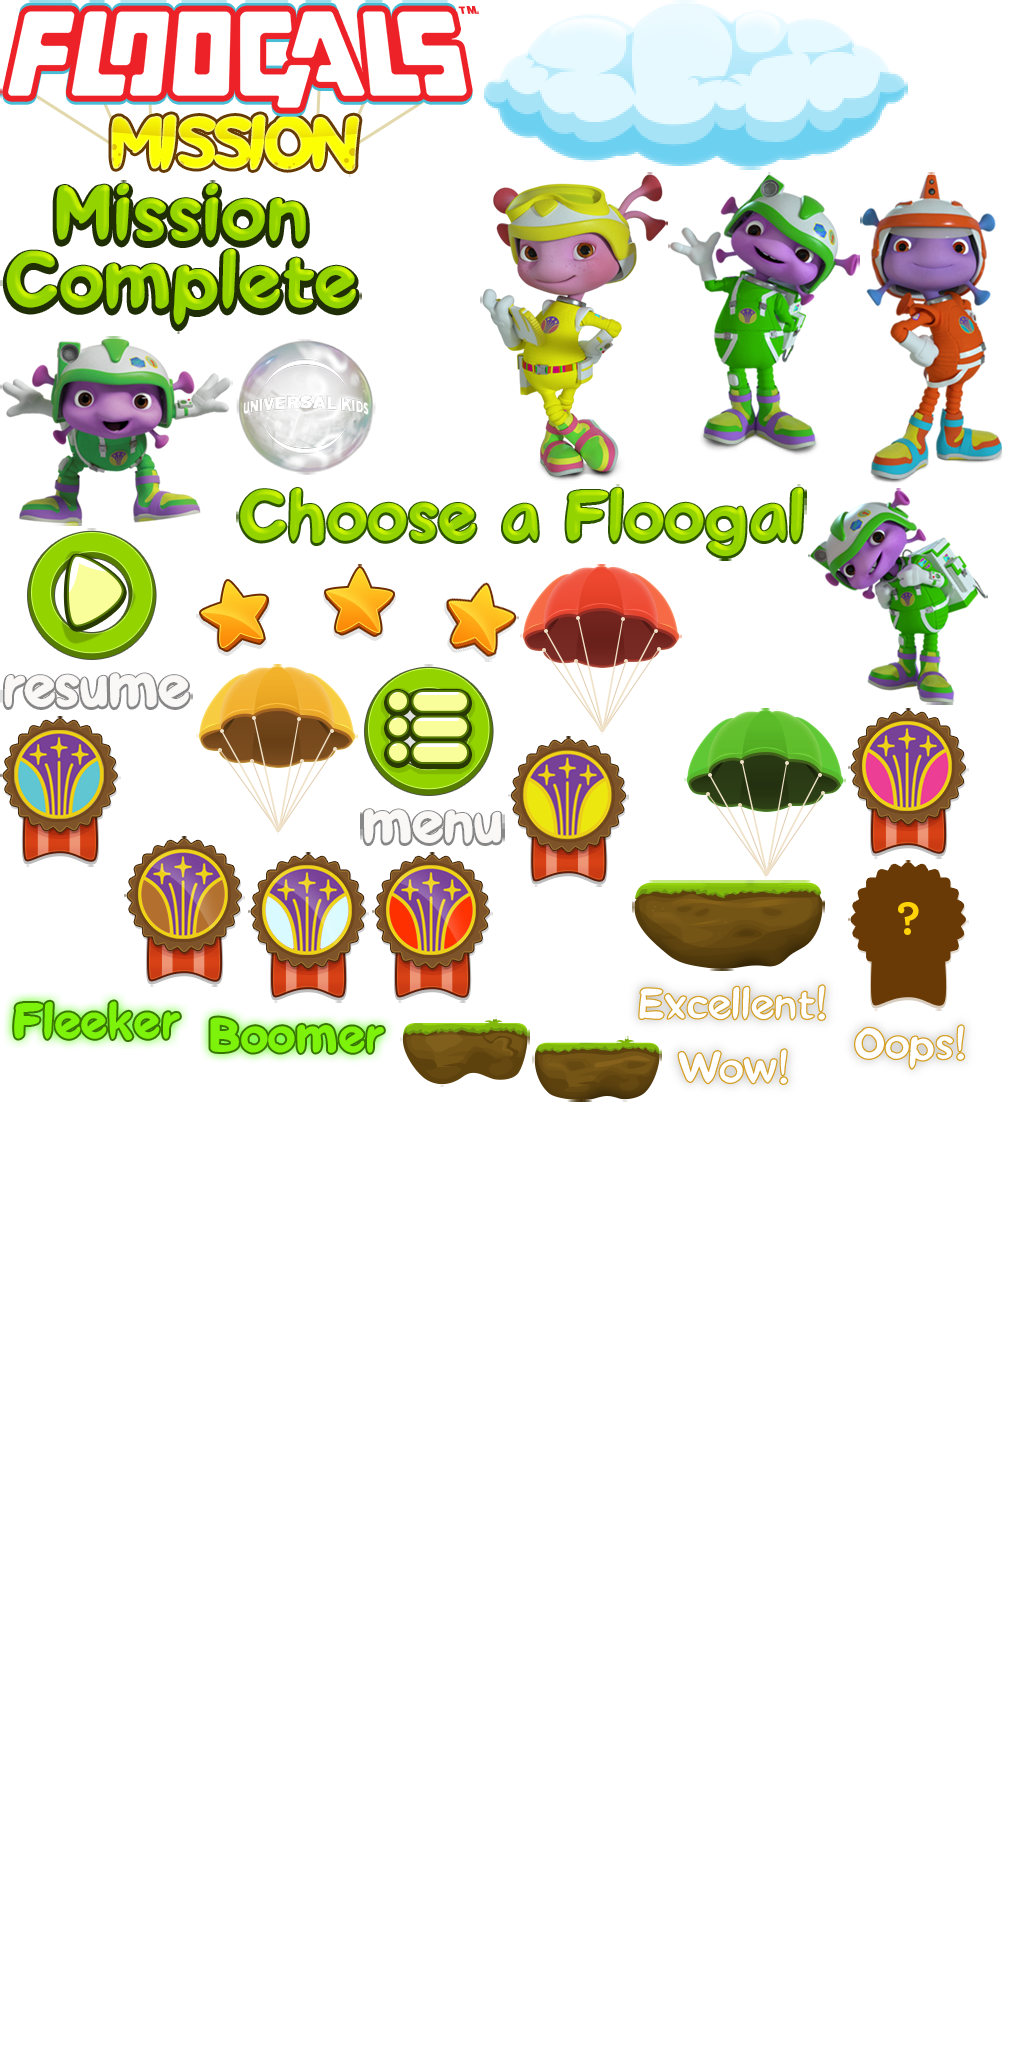 FLOOGALS™
MISSION
Mission
Complete
UNIVERSAL KIDS
Choose a Floogal
resume
menu
?
Excellent!
Fleeker
Boomer
Wow!
Oops!